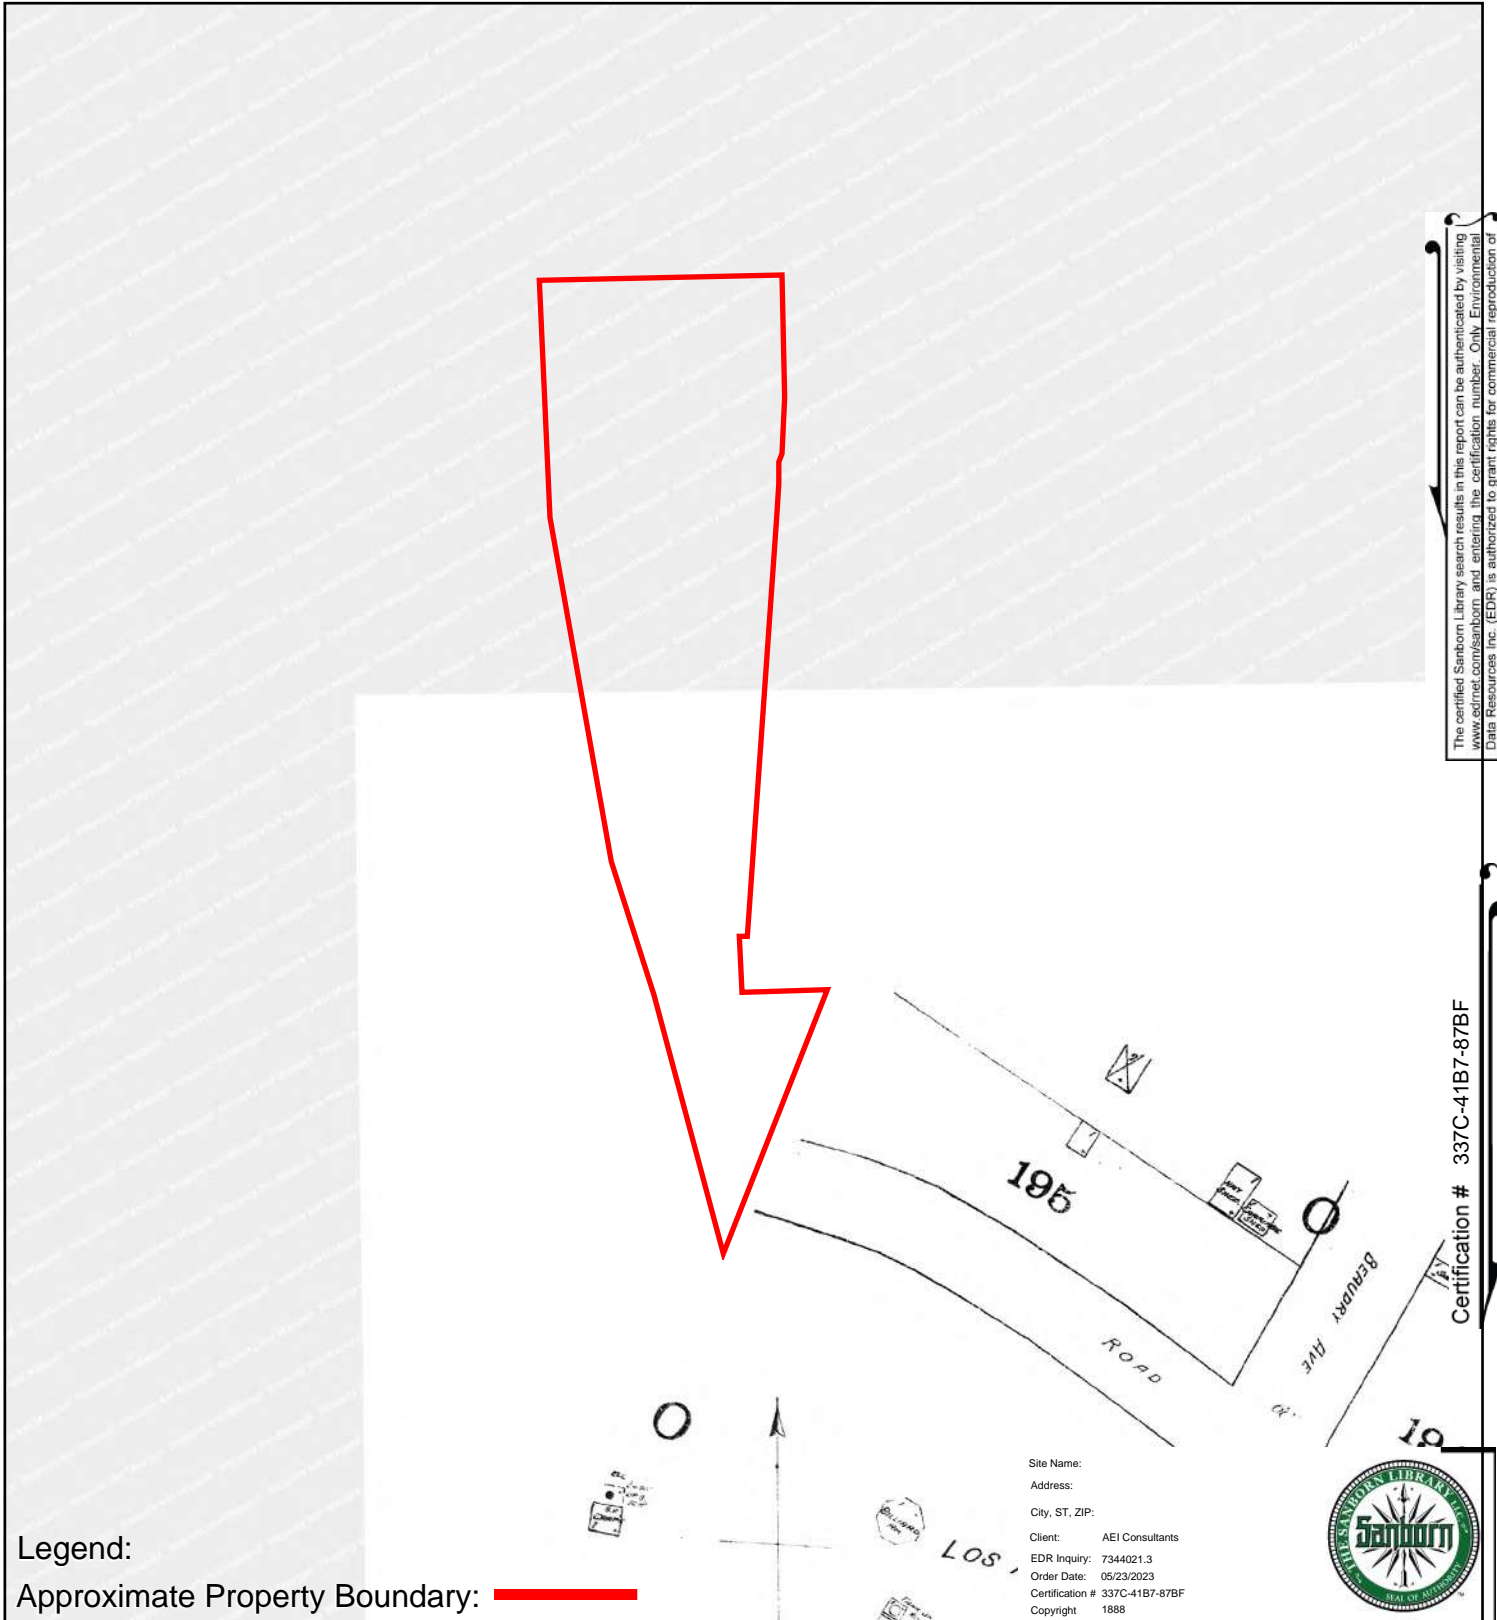 The certified Sanborn Library search results in this report can be authenticated by visiting
www.edrnet.com/sanborn and entering the certification number. Only Environmental
Data Resources Inc. (EDR) is authorized to grant rights for commercial reproduction of
Certification # 337C-41B7-87BF
195
O
BEAUDRY AVE
ROAD
19
O
BILLIARD
LOS
Site Name:
Address:
City, ST, ZIP:
Client: AEI Consultants
EDR Inquiry: 7344021.3
Order Date: 05/23/2023
Certification # 337C-41B7-87BF
Copyright 1888
THE SANBORN LIBRARY LLC
Sanborn
SEAL OF AUTHORITY
Legend:
Approximate Property Boundary: